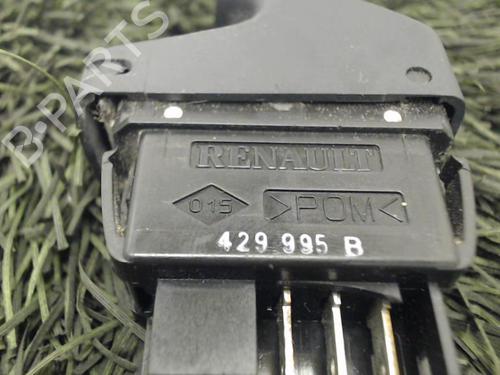 B-PARTS
RENAULT
015
>POM<
429 995 B